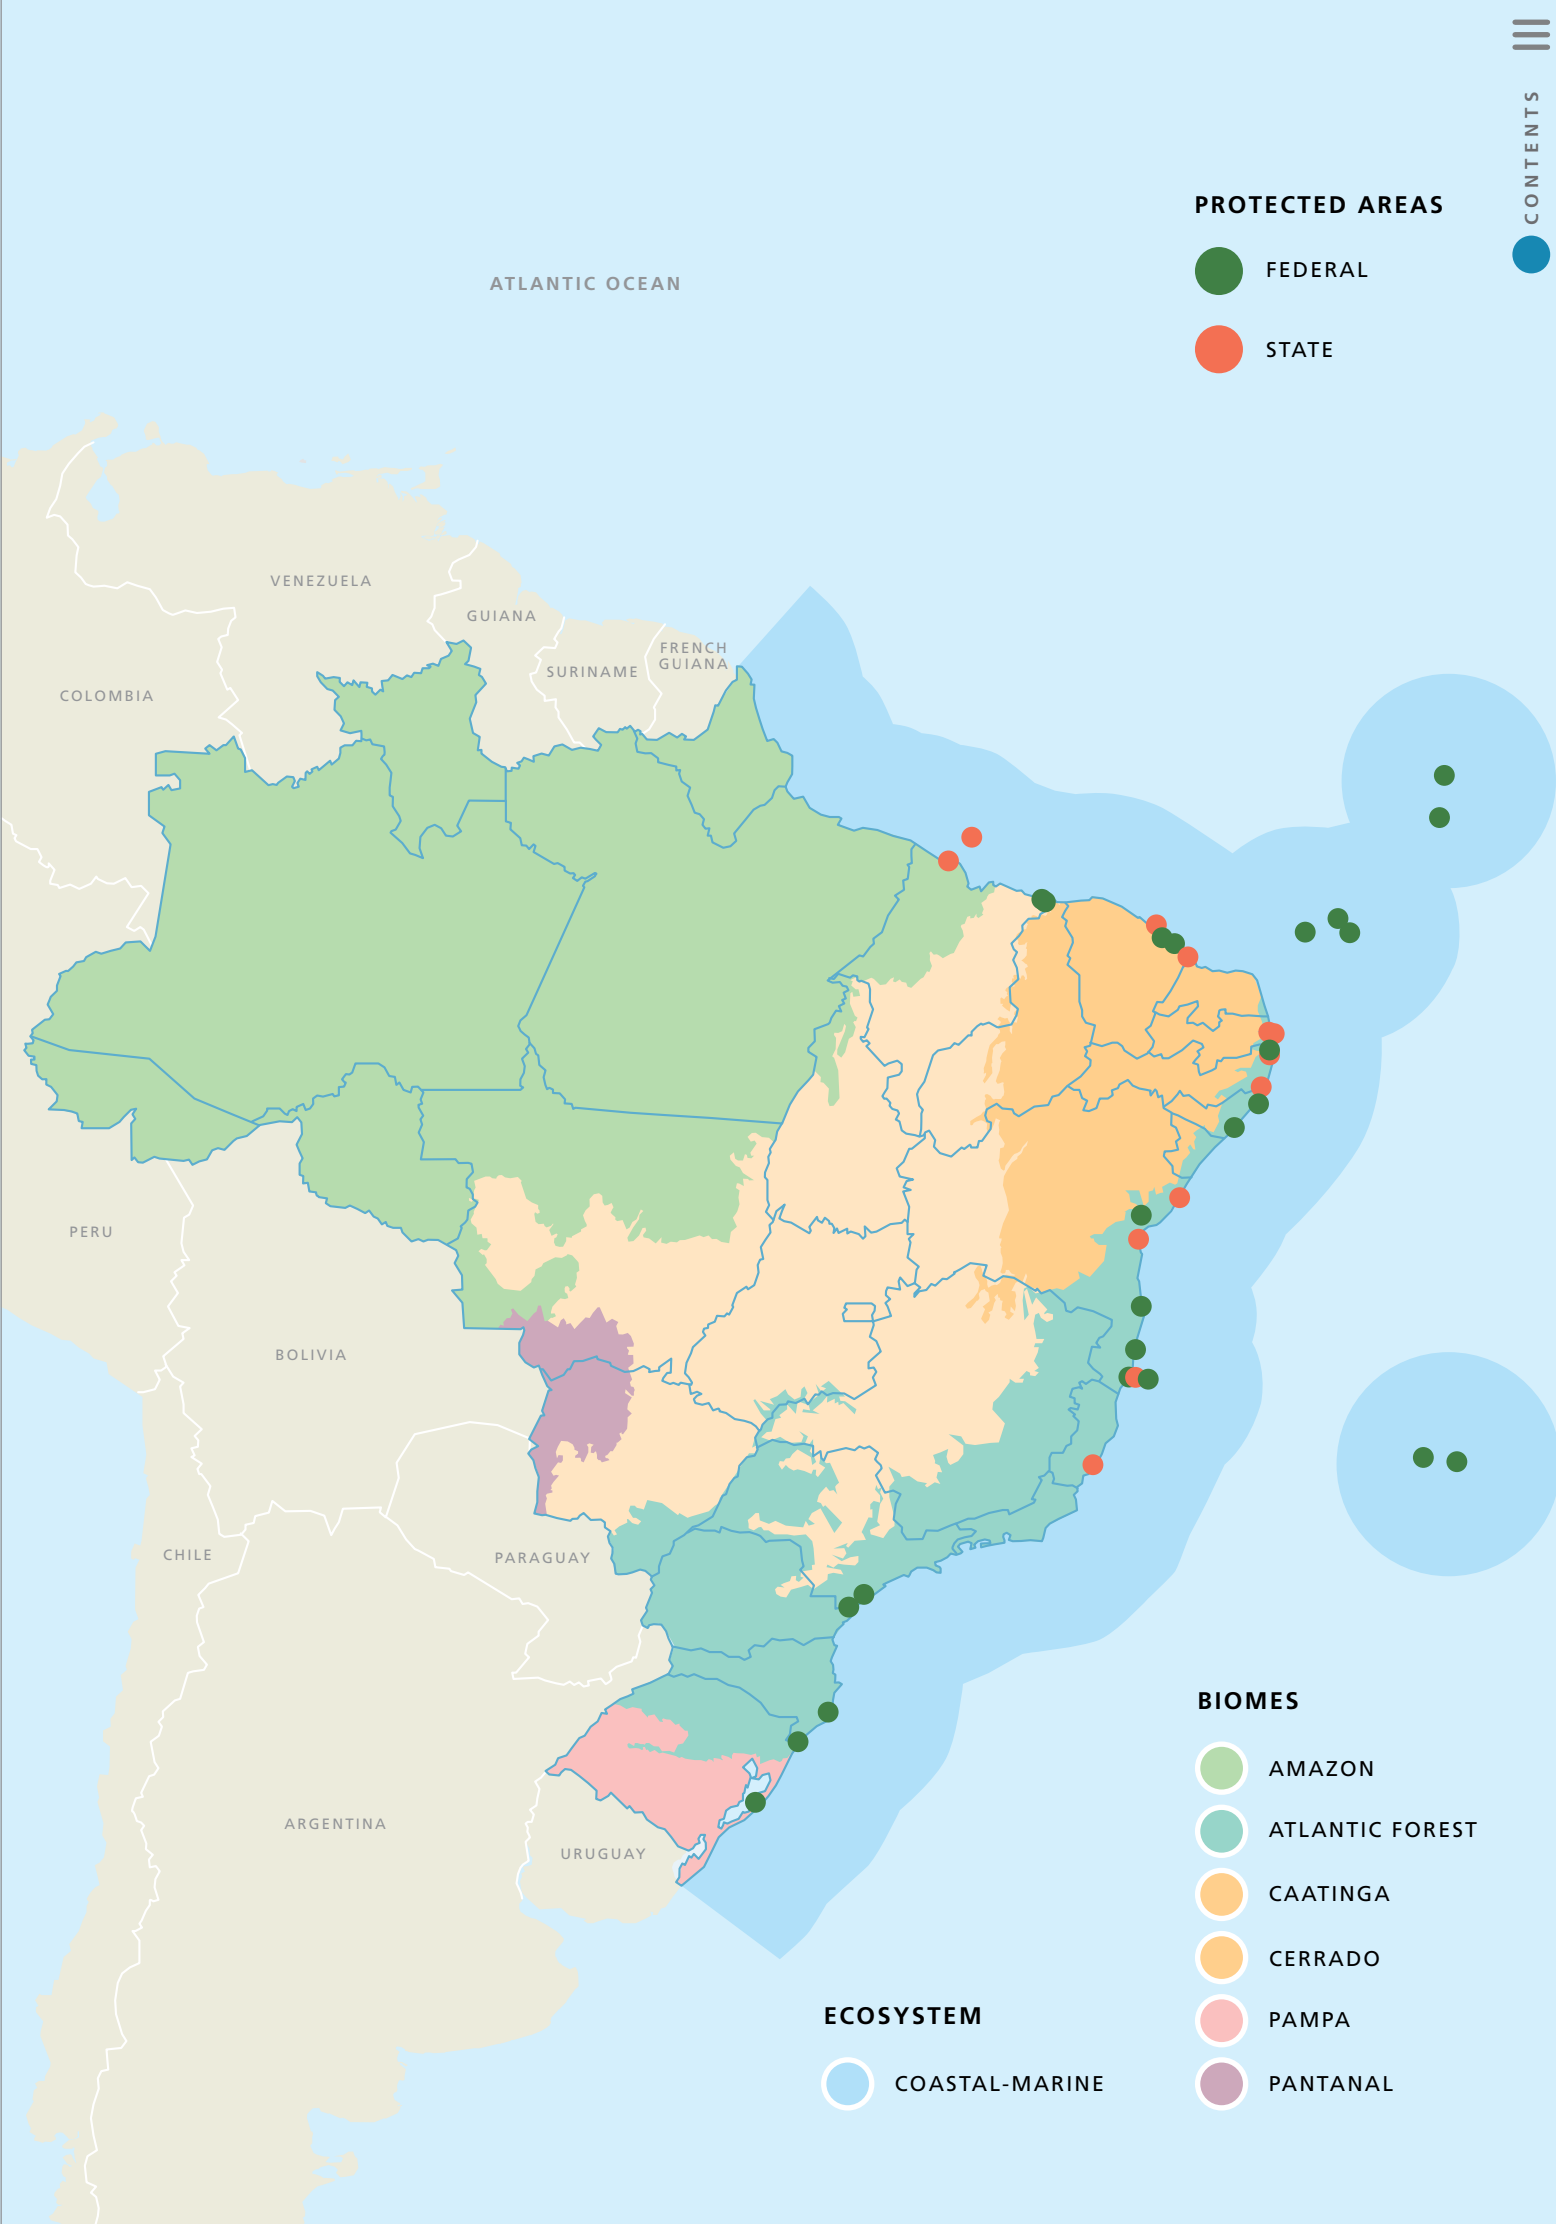 CONTENTS
PROTECTED AREAS
FEDERAL
STATE
ATLANTIC OCEAN
VENEZUELA
GUIANA
SURINAME
FRENCH
GUIANA
COLOMBIA
PERU
BOLIVIA
CHILE
PARAGUAY
ARGENTINA
URUGUAY
BIOMES
AMAZON
ATLANTIC FOREST
CAATINGA
CERRADO
PAMPA
PANTANAL
ECOSYSTEM
COASTAL-MARINE